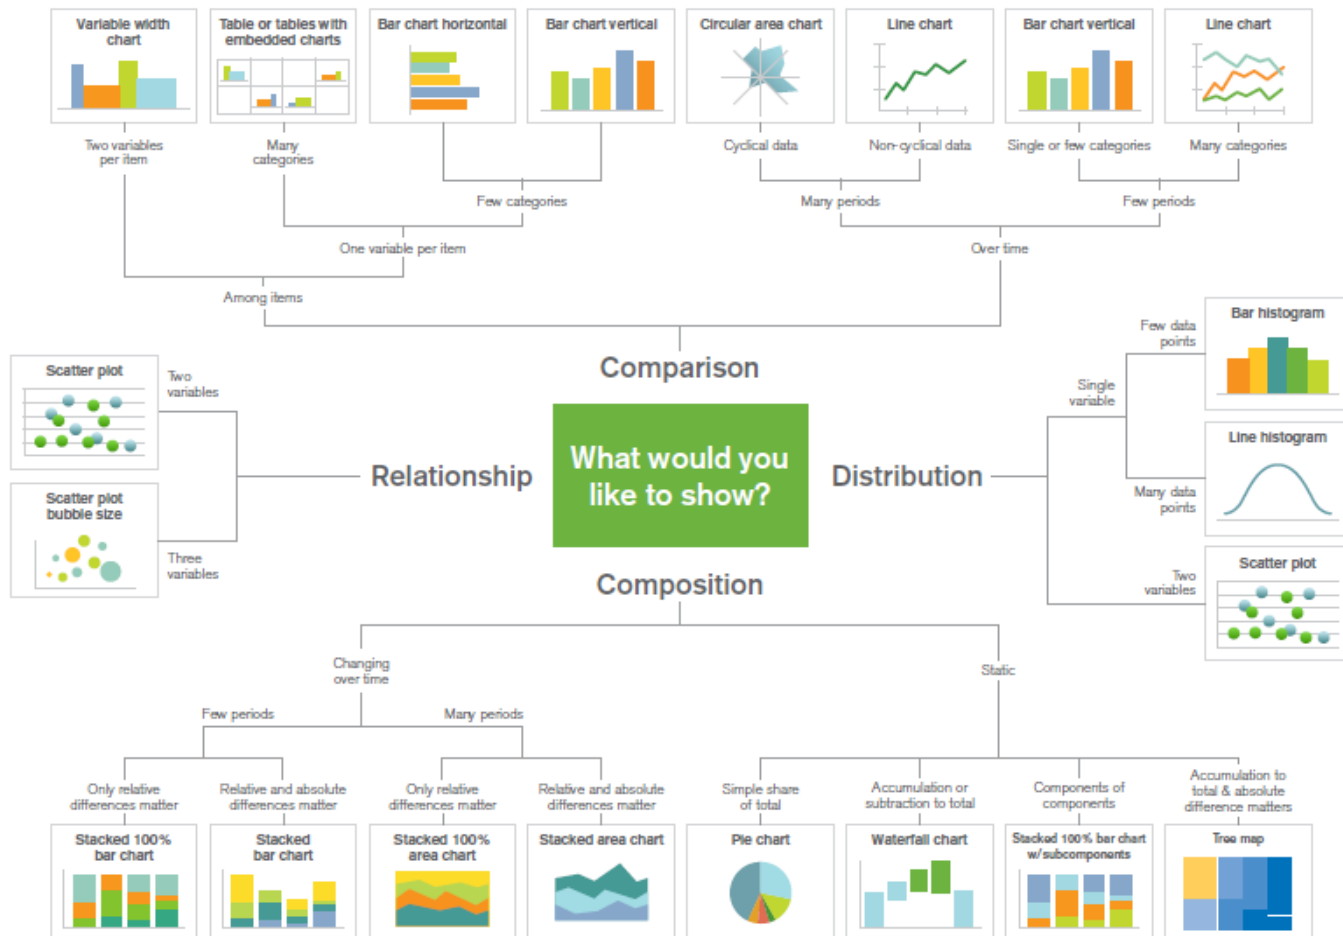 Variable width
chart
Table or tables with
embedded charts
Bar chart horizontal
Bar chart vertical
Circular area chart
Line chart
Bar chart vertical
Line chart
Two variables
per item
Many
categories
Cyclical data
Non-cyclical data
Single or few categories
Many categories
Few categories
Many periods
Few periods
One variable per item
Over time
Among items
Comparison
Scatter plot
Two
variables
Relationship
Scatter plot
bubble size
Three
variables
What would you
like to show?
Distribution
Single
variable
Few data
points
Bar histogram
Line histogram
Many data
points
Two
variables
Scatter plot
Composition
Changing
over time
Static
Few periods
Many periods
Only relative
differences matter
Relative and absolute
differences matter
Only relative
differences matter
Relative and absolute
differences matter
Simple share
of total
Accumulation or
subtraction to total
Components of
components
Accumulation to
total & absolute
difference matters
Stacked 100%
bar chart
Stacked
bar chart
Stacked 100%
area chart
Stacked area chart
Pie chart
Waterfall chart
Stacked 100% bar chart
w/subcomponents
Tree map